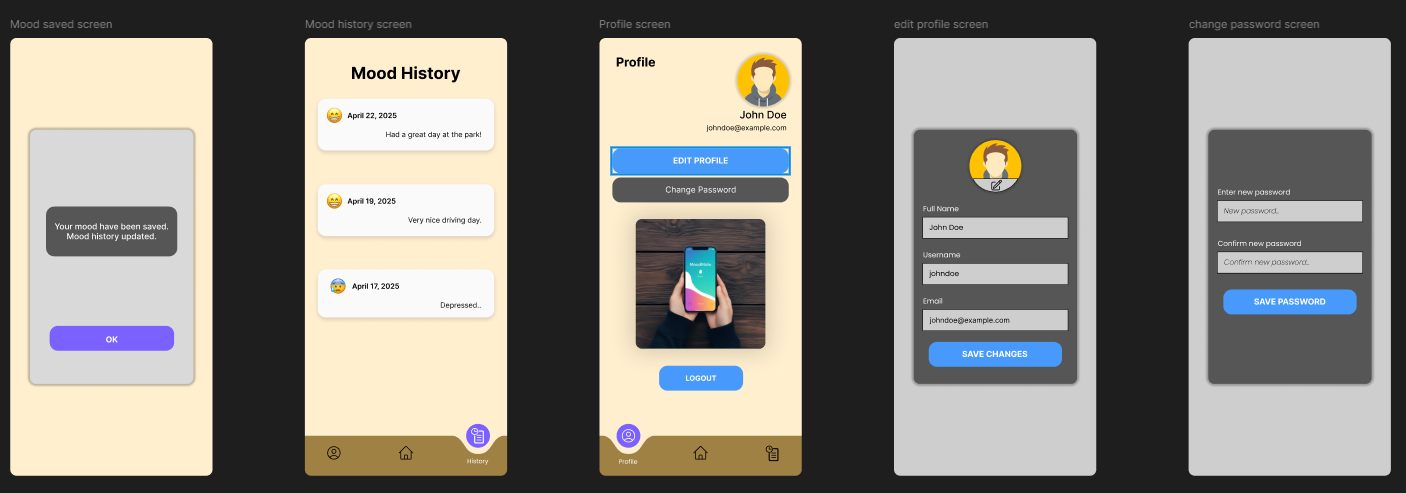 Mood saved screen
Your mood have been saved.
Mood history updated.
OK
Mood history screen
Mood History
April 22, 2025
Had a great day at the park!
April 19, 2025
Very nice driving day.
April 17, 2025
Depressed..
History
Profile screen
Profile
John Doe
johndoe@example.com
EDIT PROFILE
Change Password
LOGOUT
Profile
edit profile screen
Full Name
John Doe
Username
johndoe
Email
johndoe@example.com
SAVE CHANGES
change password screen
Enter new password
New password..
Confirm new password
Confirm new password..
SAVE PASSWORD